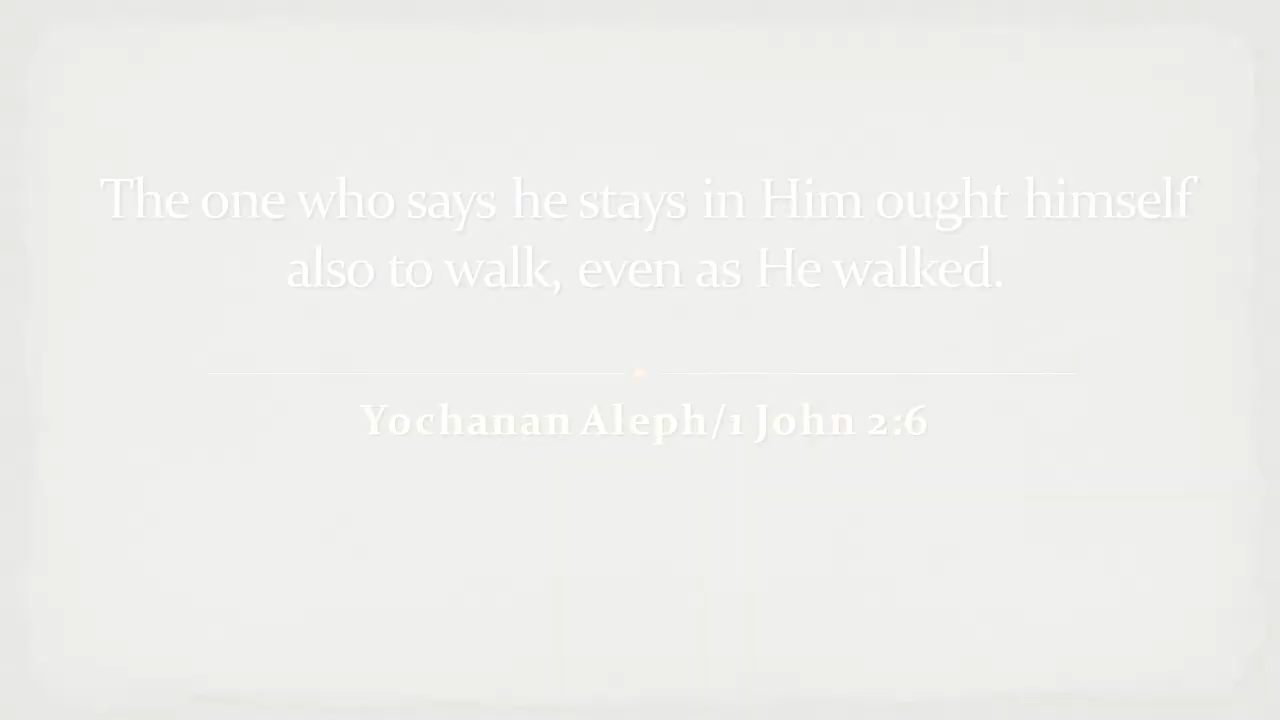 The one who says he stays in Him ought himself
also to walk, even as He walked.
Yochanan Aleph/1 John 2:6